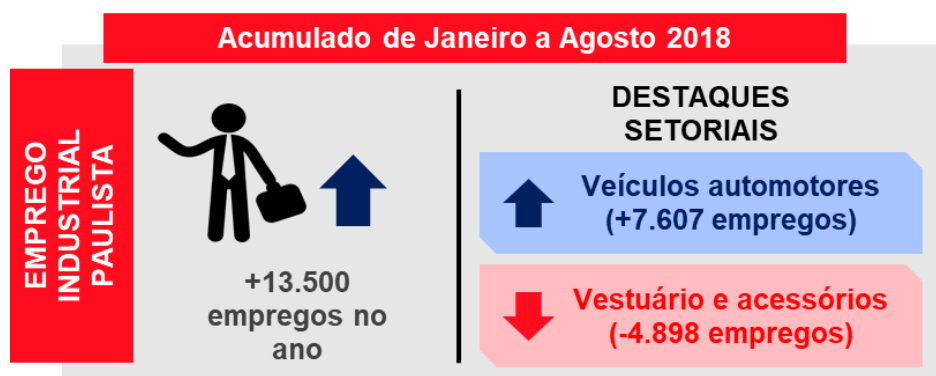 Acumulado de Janeiro a Agosto 2018
EMPREGO
INDUSTRIAL
PAULISTA
+13.500
empregos no
ano
DESTAQUES
SETORIAIS
Veículos automotores
(+7.607 empregos)
Vestuário e acessórios
(-4.898 empregos)